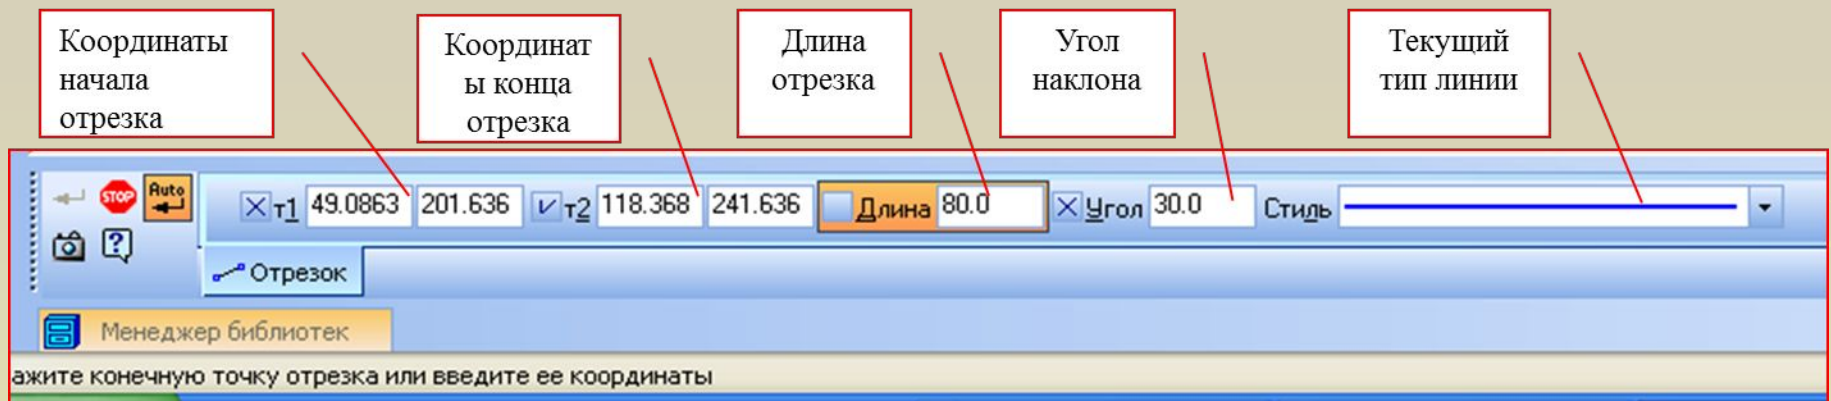 Координаты
начала
отрезка
Координат
ы конца
отрезка
Длина
отрезка
Угол
наклона
Текущий
тип линии
STOP
Auto
т1 49.0863 201.636 т2 118.368 241.636 Длина 80.0 Угол 30.0 Стиль
Отрезок
Менеджер библиотек
ажите конечную точку отрезка или введите ее координаты